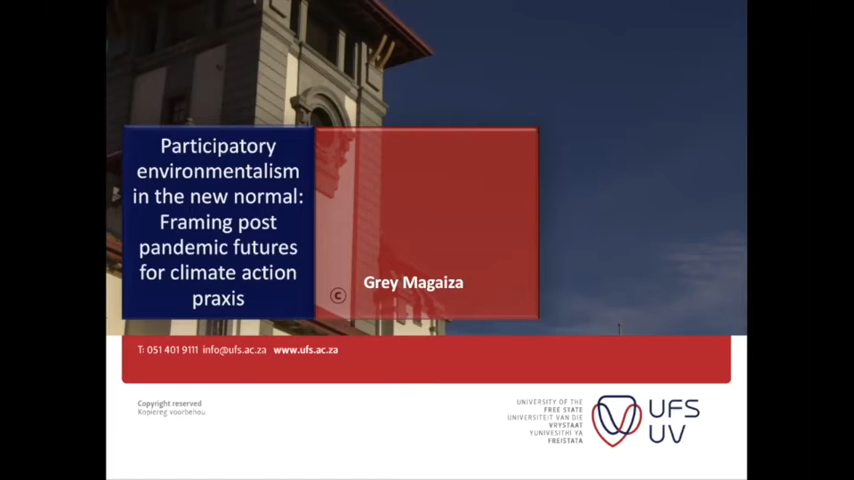 Participatory
environmentalism
in the new normal:
Framing post
pandemic futures
for climate action
praxis
© Grey Magaiza
T: 051 401 9111 info@ufs.ac.za www.ufs.ac.za
Copyright reserved
Kopiereg voorbehou
UNIVERSITY OF THE
FREE STATE
UNIVERSITEIT VAN DIE
VRYSTAAT
YUNIVESITHI YA
FREISTATA
UFS
UV